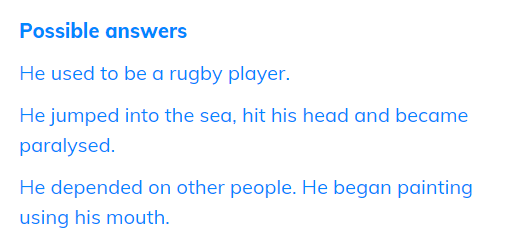 Possible answers
He used to be a rugby player.
He jumped into the sea, hit his head and became
paralysed.
He depended on other people. He began painting
using his mouth.